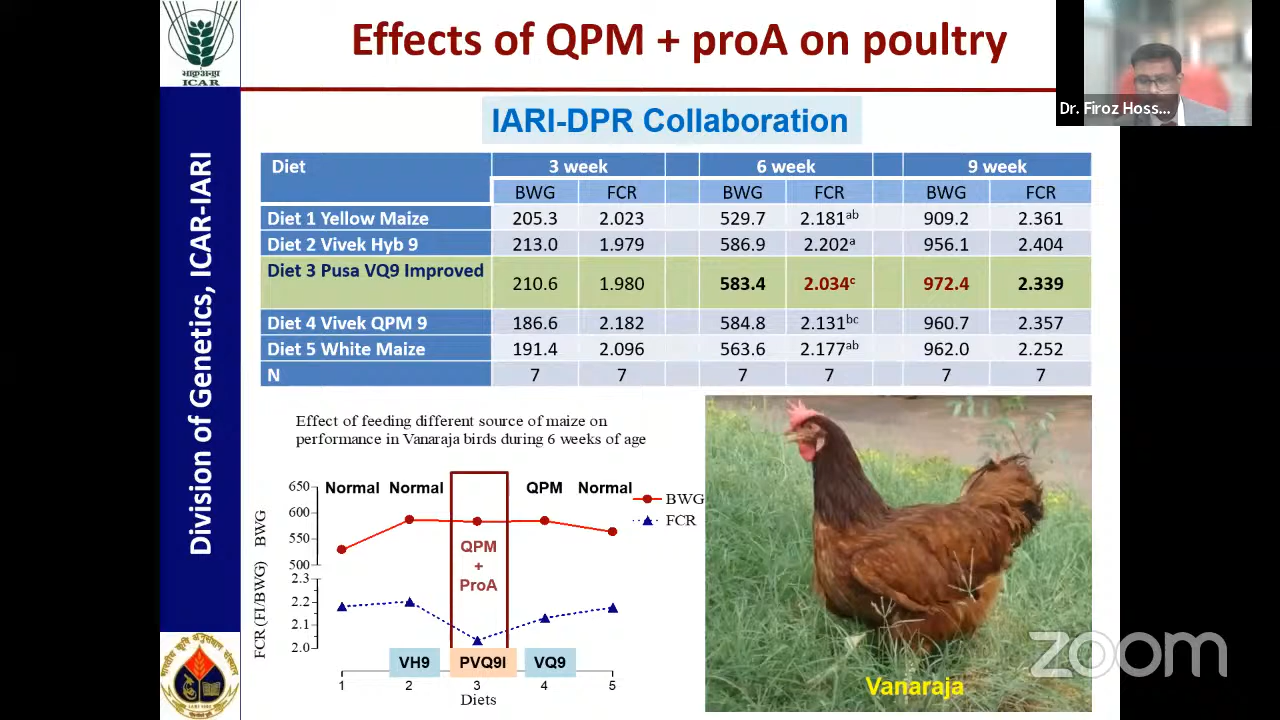 Effects of QPM + proA on poultry
Dr. Firoz Hoss...
भाकृअनुप
ICAR
Division of Genetics, ICAR-IARI
IARI-DPR Collaboration
Diet 3 week 6 week 9 week
BWG FCR BWG FCR BWG FCR
Diet 1 Yellow Maize 205.3 2.023 529.7 2.181ab 909.2 2.361
Diet 2 Vivek Hyb 9 213.0 1.979 586.9 2.202a 956.1 2.404
Diet 3 Pusa VQ9 Improved 210.6 1.980 583.4 2.034c 972.4 2.339
Diet 4 Vivek QPM 9 186.6 2.182 584.8 2.131bc 960.7 2.357
Diet 5 White Maize 191.4 2.096 563.6 2.177ab 962.0 2.252
N 7 7 7 7 7 7
Effect of feeding different source of maize on
performance in Vanaraja birds during 6 weeks of age
Normal Normal QPM Normal
BWG
FCR
650
600
550
500
BWG
QPM
+
ProA
2.3
2.2
2.1
2.0
FCR (FI/BWG)
VH9 PVQ9I VQ9
1 2 3 4 5
Diets
Vanaraja
zoom